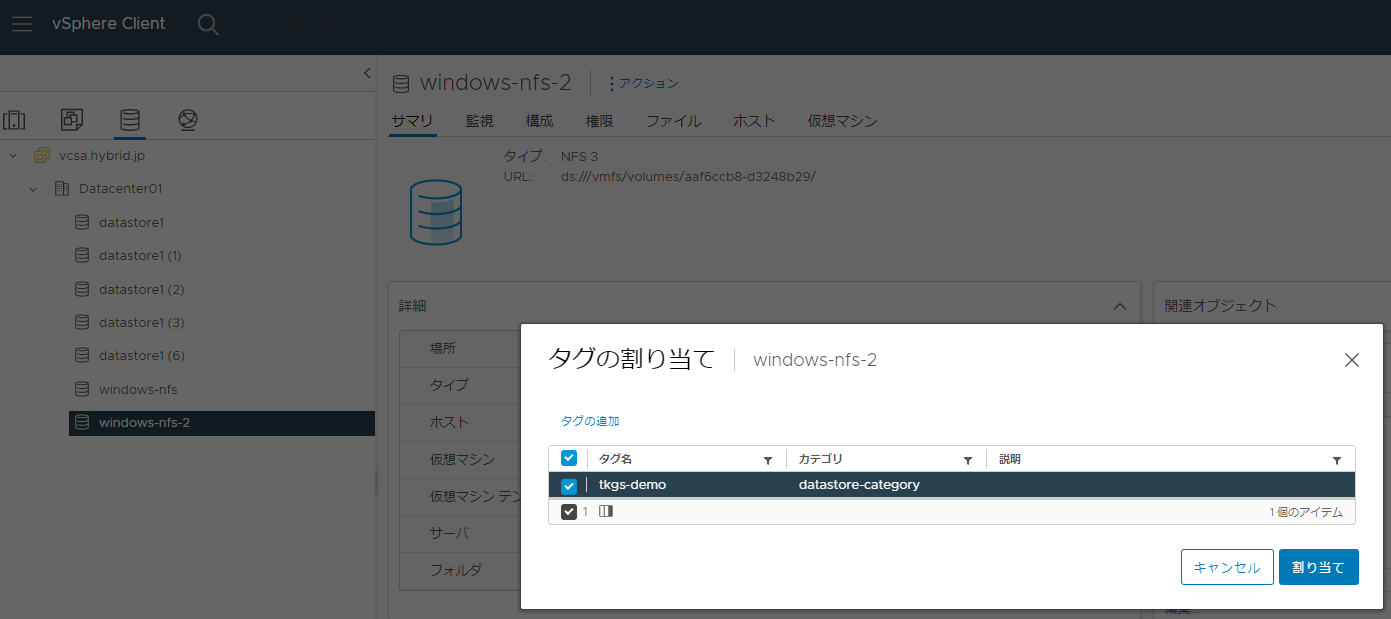 vSphere Client
windows-nfs-2
アクション
サマリ 監視 構成 権限 ファイル ホスト 仮想マシン
vcsa.hybrid.jp
Datacenter01
datastore1
datastore1 (1)
datastore1 (2)
datastore1 (3)
datastore1 (6)
windows-nfs
windows-nfs-2
タイプ: NFS 3
URL: ds:///vmfs/volumes/aaf6ccb8-d3248b29/
詳細
場所
タイプ
ホスト
仮想マシン
仮想マシン テン
サーバ
フォルダ
関連オブジェクト
タグの割り当て windows-nfs-2
タグの追加
タグ名 カテゴリ 説明
tkgs-demo datastore-category
1 1 個のアイテム
キャンセル 割り当て